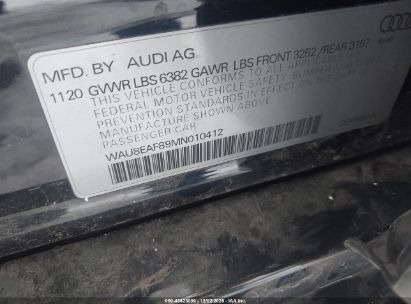 MFD. BY AUDI AG
Audi
1120 GVWR LBS 6382 GAWR LBS FRONT 3252 / REAR 3197
THIS VEHICLE CONFORMS TO ALL APPLICABLE
FEDERAL MOTOR VEHICLE SAFETY, BUMPER AND THEFT
PREVENTION STANDARDS IN EFFECT ON THE DATE OF
MANUFACTURE SHOWN ABOVE.
PASSENGER CAR
WAU8EAF89MN010412